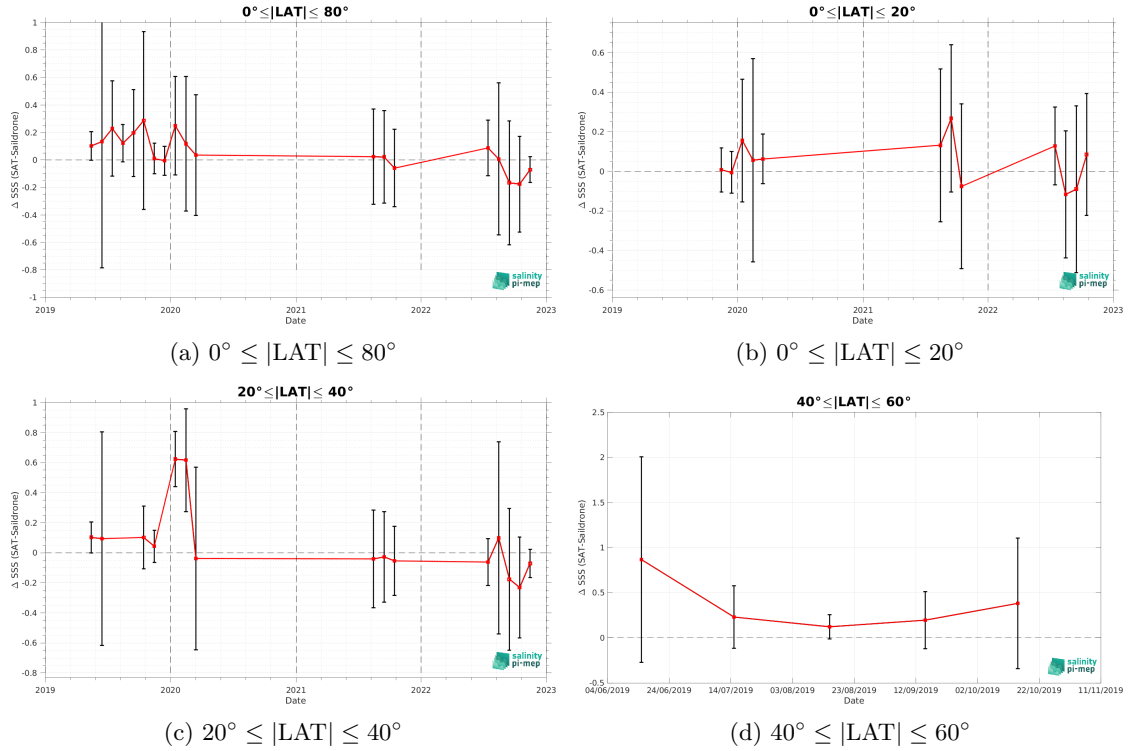 0°≤|LAT|≤ 80°
Δ SSS (SAT-Saildrone)
1
0.8
0.6
0.4
0.2
0
-0.2
-0.4
-0.6
-0.8
-1
2019
2020
2021
2022
2023
Date
salinity
pi-mep
(a) 0° ≤ |LAT| ≤ 80°
0°≤|LAT|≤ 20°
Δ SSS (SAT-Saildrone)
0.6
0.4
0.2
0
-0.2
-0.4
-0.6
2019
2020
2021
2022
2023
Date
salinity
pi-mep
(b) 0° ≤ |LAT| ≤ 20°
20°≤|LAT|≤ 40°
Δ SSS (SAT-Saildrone)
1
0.8
0.6
0.4
0.2
0
-0.2
-0.4
-0.6
-0.8
2019
2020
2021
2022
2023
Date
salinity
pi-mep
(c) 20° ≤ |LAT| ≤ 40°
40°≤|LAT|≤ 60°
Δ SSS (SAT-Saildrone)
2.5
2
1.5
1
0.5
0
-0.5
04/06/2019
24/06/2019
14/07/2019
03/08/2019
23/08/2019
12/09/2019
02/10/2019
22/10/2019
11/11/2019
Date
salinity
pi-mep
(d) 40° ≤ |LAT| ≤ 60°